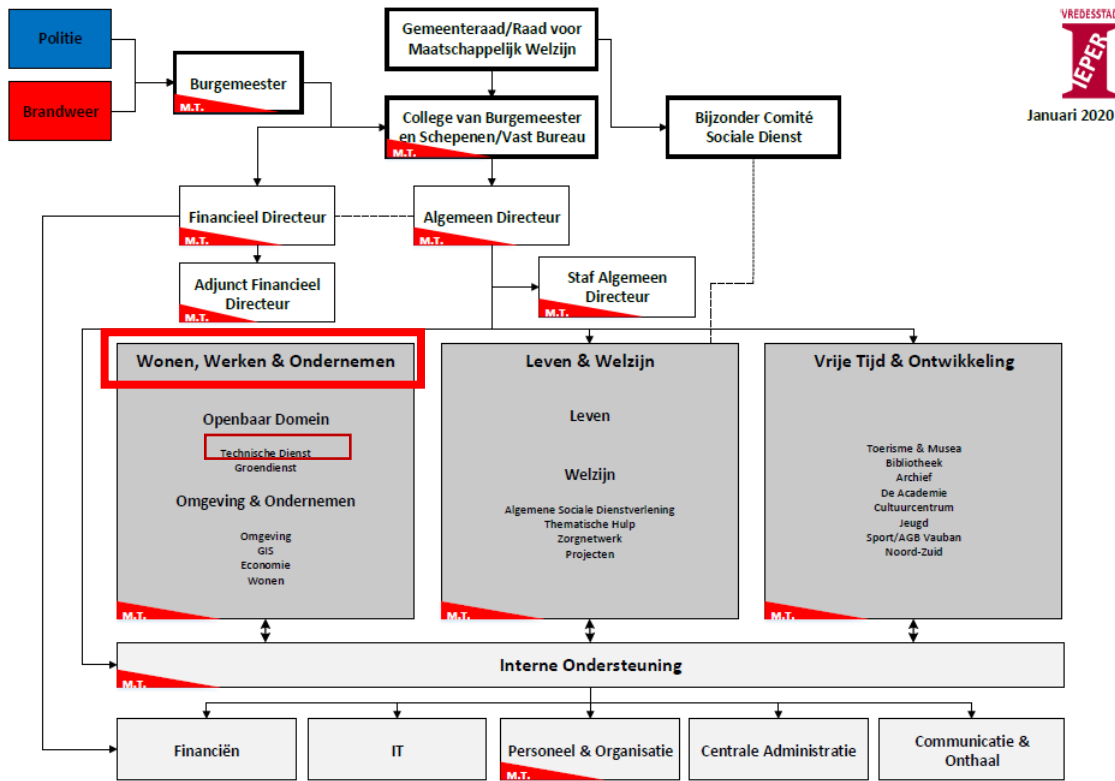 VREDESSTAD
IEPER
Januari 2020
Politie
Brandweer
Burgemeester
M.T.
Gemeenteraad/Raad voor
Maatschappelijk Welzijn
College van Burgemeester
en Schepenen/Vast Bureau
M.T.
Bijzonder Comité
Sociale Dienst
Financieel Directeur
M.T.
Algemeen Directeur
M.T.
Adjunct Financieel
Directeur
M.T.
Staf Algemeen
Directeur
M.T.
Wonen, Werken & Ondernemen
Openbaar Domein
Technische Dienst
Groendienst
Omgeving & Ondernemen
Omgeving
GIS
Economie
Wonen
M.T.
Leven & Welzijn
Leven
Welzijn
Algemene Sociale Dienstverlening
Thematische Hulp
Zorgnetwerk
Projecten
M.T.
Vrije Tijd & Ontwikkeling
Toerisme & Musea
Bibliotheek
Archief
De Academie
Cultuurcentrum
Jeugd
Sport/AGB Vauban
Noord-Zuid
M.T.
Interne Ondersteuning
M.T.
Financiën
IT
Personeel & Organisatie
M.T.
Centrale Administratie
Communicatie &
Onthaal